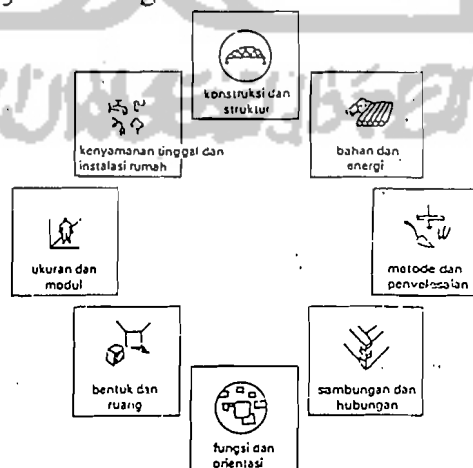 konstruksi dan
struktur
kenyamanan tinggal dan
instalasi rumah
bahan dan
energi
ukuran dan
modul
metode dan
penyelesaian
bentuk dan
ruang
sambungan dan
hubungan
fungsi dan
orientasi